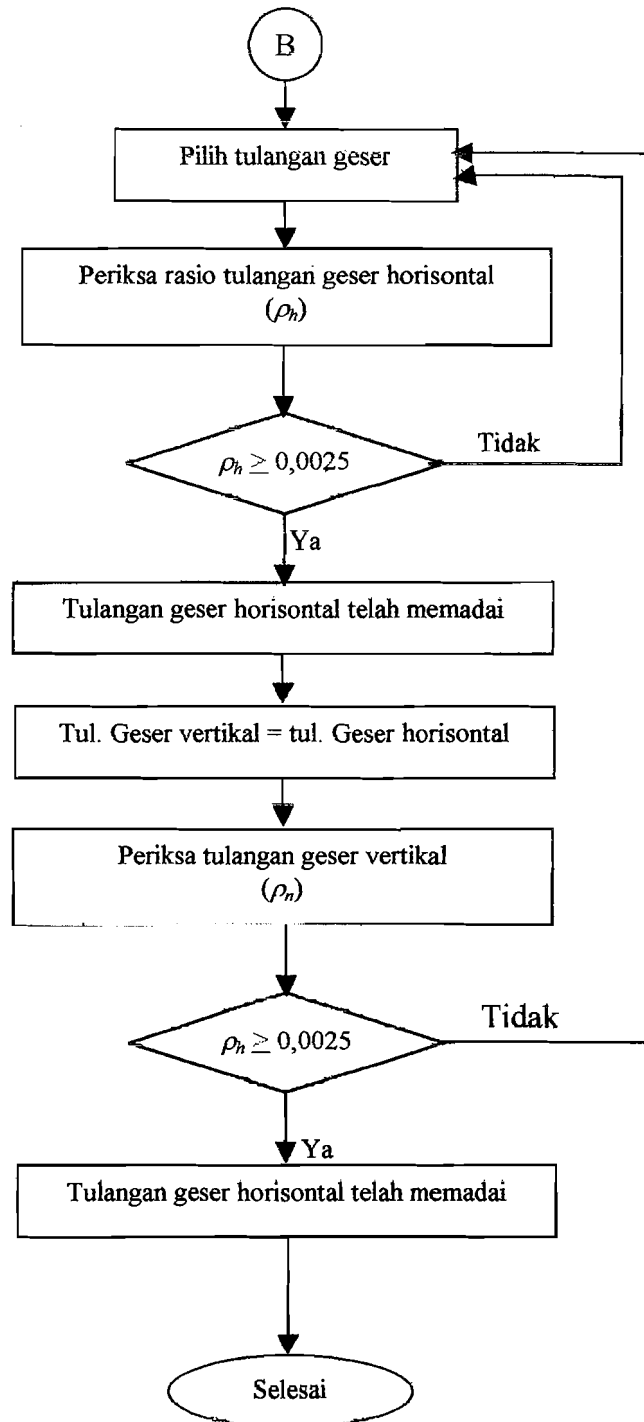 B
Pilih tulangan geser
Periksa rasio tulangan geser horisontal
(ρh)
ρh ≥ 0,0025
Tidak
Ya
Tulangan geser horisontal telah memadai
Tul. Geser vertikal = tul. Geser horisontal
Periksa tulangan geser vertikal
(ρn)
ρh ≥ 0,0025
Tidak
Ya
Tulangan geser horisontal telah memadai
Selesai